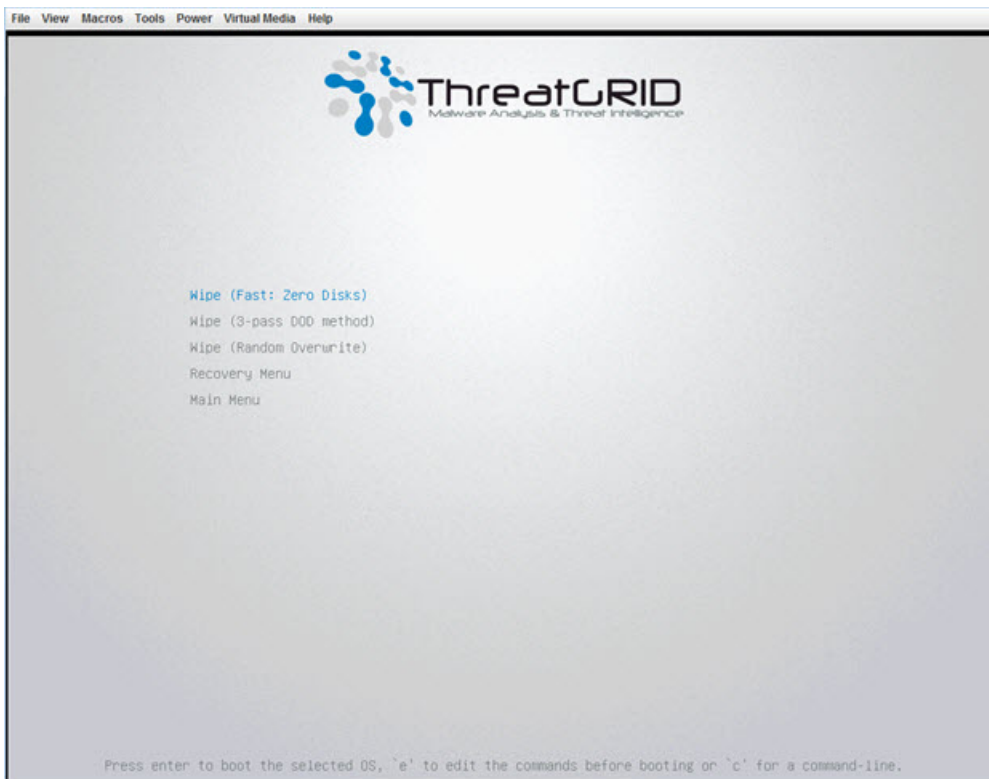 File View Macros Tools Power Virtual Media Help
ThreatGRID
Malware Analysis & Threat Intelligence
Wipe (Fast: Zero Disks)
Wipe (3-pass DOD method)
Wipe (Random Overwrite)
Recovery Menu
Main Menu
Press enter to boot the selected OS, `e' to edit the commands before booting or `c' for a command-line.